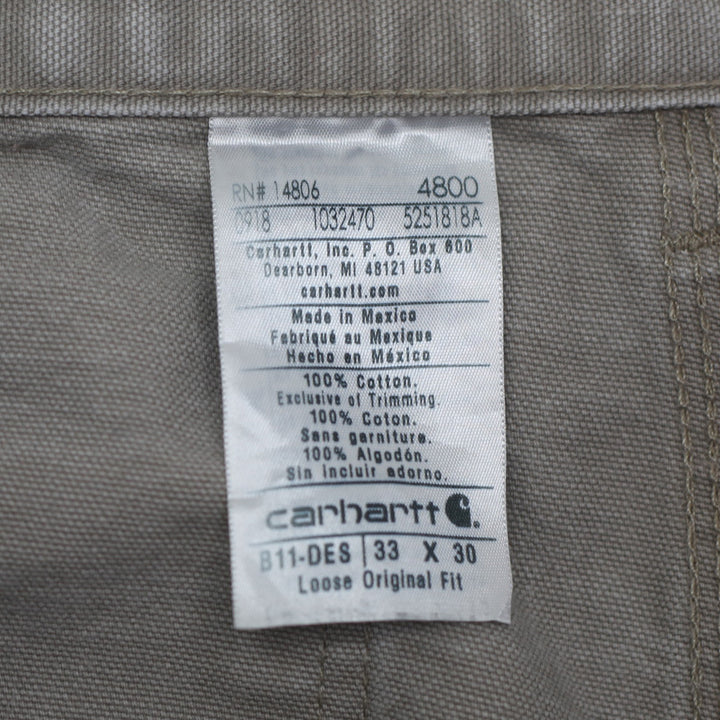 RN# 14806 4800
0918 1032470 5251818A
Carhartt, Inc. P. O. Box 600
Dearborn, MI 48121 USA
carhartt.com
Made in Mexico
Fabriqué au Mexique
Hecho en México
100% Cotton.
Exclusive of Trimming.
100% Coton.
Sans garniture.
100% Algodón.
Sin incluir adorno.
carhartt
B11-DES 33 X 30
Loose Original Fit